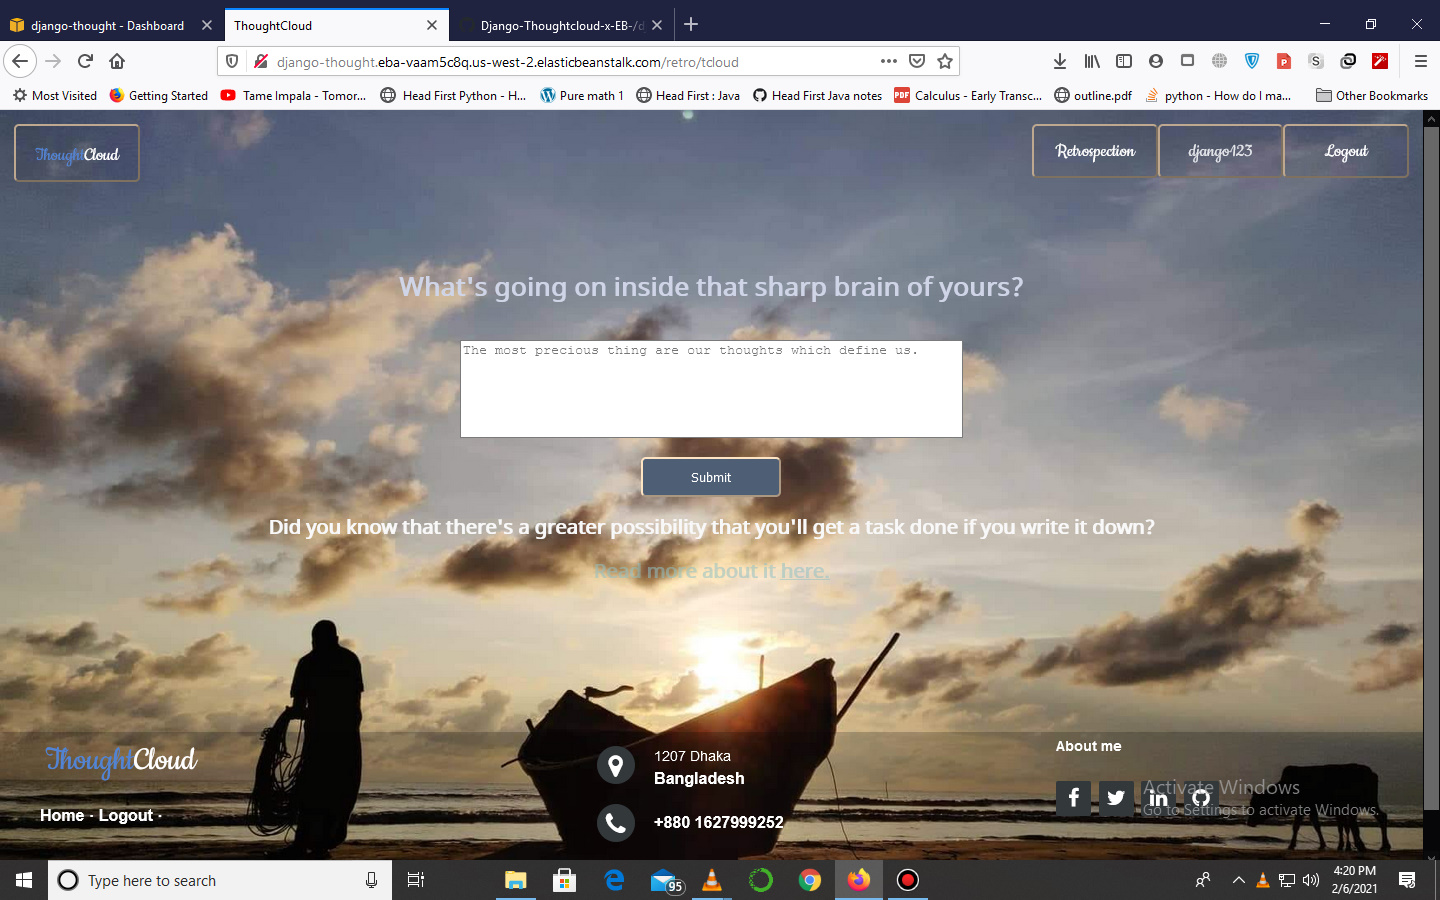 django-thought - Dashboard
ThoughtCloud
Django-Thoughtcloud-x-EB-/d
django-thought.eba-vaam5c8q.us-west-2.elasticbeanstalk.com/retro/tcloud
Most Visited
Getting Started
Tame Impala - Tomor...
Head First Python - H...
Pure math 1
Head First : Java
Head First Java notes
PDF
Calculus - Early Transc...
outline.pdf
python - How do I ma...
Other Bookmarks
ThoughtCloud
Retrospection
django123
Logout
What's going on inside that sharp brain of yours?
The most precious thing are our thoughts which define us.
Submit
Did you know that there's a greater possibility that you'll get a task done if you write it down?
Read more about it here.
ThoughtCloud
Home · Logout ·
1207 Dhaka
Bangladesh
+880 1627999252
About me
Activate Windows
Go to Settings to activate Windows.
Type here to search
95
4:20 PM
2/6/2021